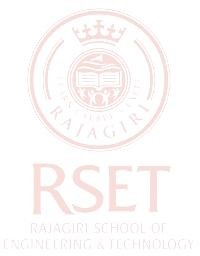 RAJAGIRI
RSET
RAJAGIRI SCHOOL OF
ENGINEERING & TECHNOLOGY